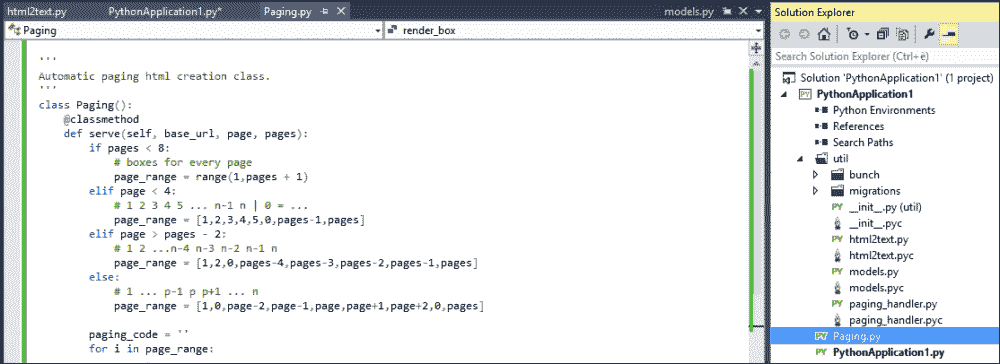 html2text.py
PythonApplication1.py*
Paging.py
models.py
Paging
render_box
'''
Automatic paging html creation class.
'''
class Paging():
@classmethod
def serve(self, base_url, page, pages):
if pages < 8:
# boxes for every page
page_range = range(1,pages + 1)
elif page < 4:
# 1 2 3 4 5 ... n-1 n | 0 = ...
page_range = [1,2,3,4,5,0,pages-1,pages]
elif page > pages - 2:
# 1 2 ...n-4 n-3 n-2 n-1 n
page_range = [1,2,0,pages-4,pages-3,pages-2,pages-1,pages]
else:
# 1 ... p-1 p p+1 ... n
page_range = [1,0,page-2,page-1,page,page+1,page+2,0,pages]
paging_code = ''
for i in page_range:
Solution Explorer
Search Solution Explorer (Ctrl+è)
Solution 'PythonApplication1' (1 project)
PY PythonApplication1
Python Environments
References
Search Paths
util
bunch
migrations
PY __init__.py (util)
__init__.pyc
PY html2text.py
html2text.pyc
PY models.py
models.pyc
PY paging_handler.py
paging_handler.pyc
PY Paging.py
PY PythonApplication1.py